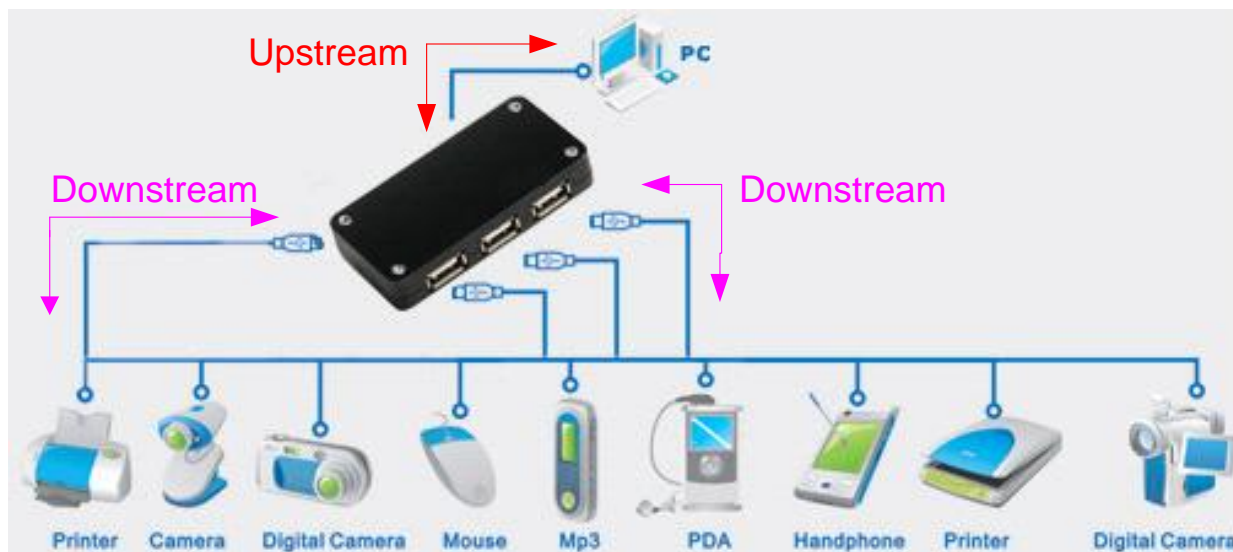 Upstream
PC
Downstream
Downstream
Printer
Camera
Digital Camera
Mouse
Mp3
PDA
Handphone
Printer
Digital Camera